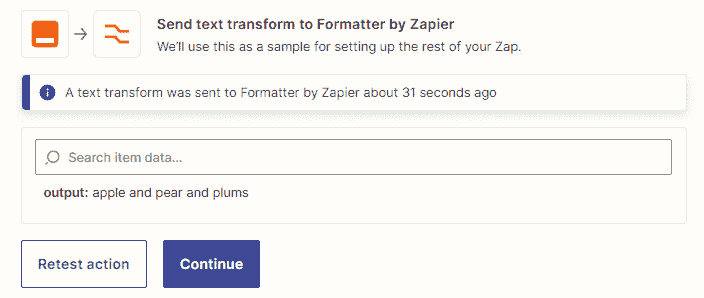 Send text transform to Formatter by Zapier
We'll use this as a sample for setting up the rest of your Zap.
A text transform was sent to Formatter by Zapier about 31 seconds ago
Search item data...
output: apple and pear and plums
Retest action
Continue